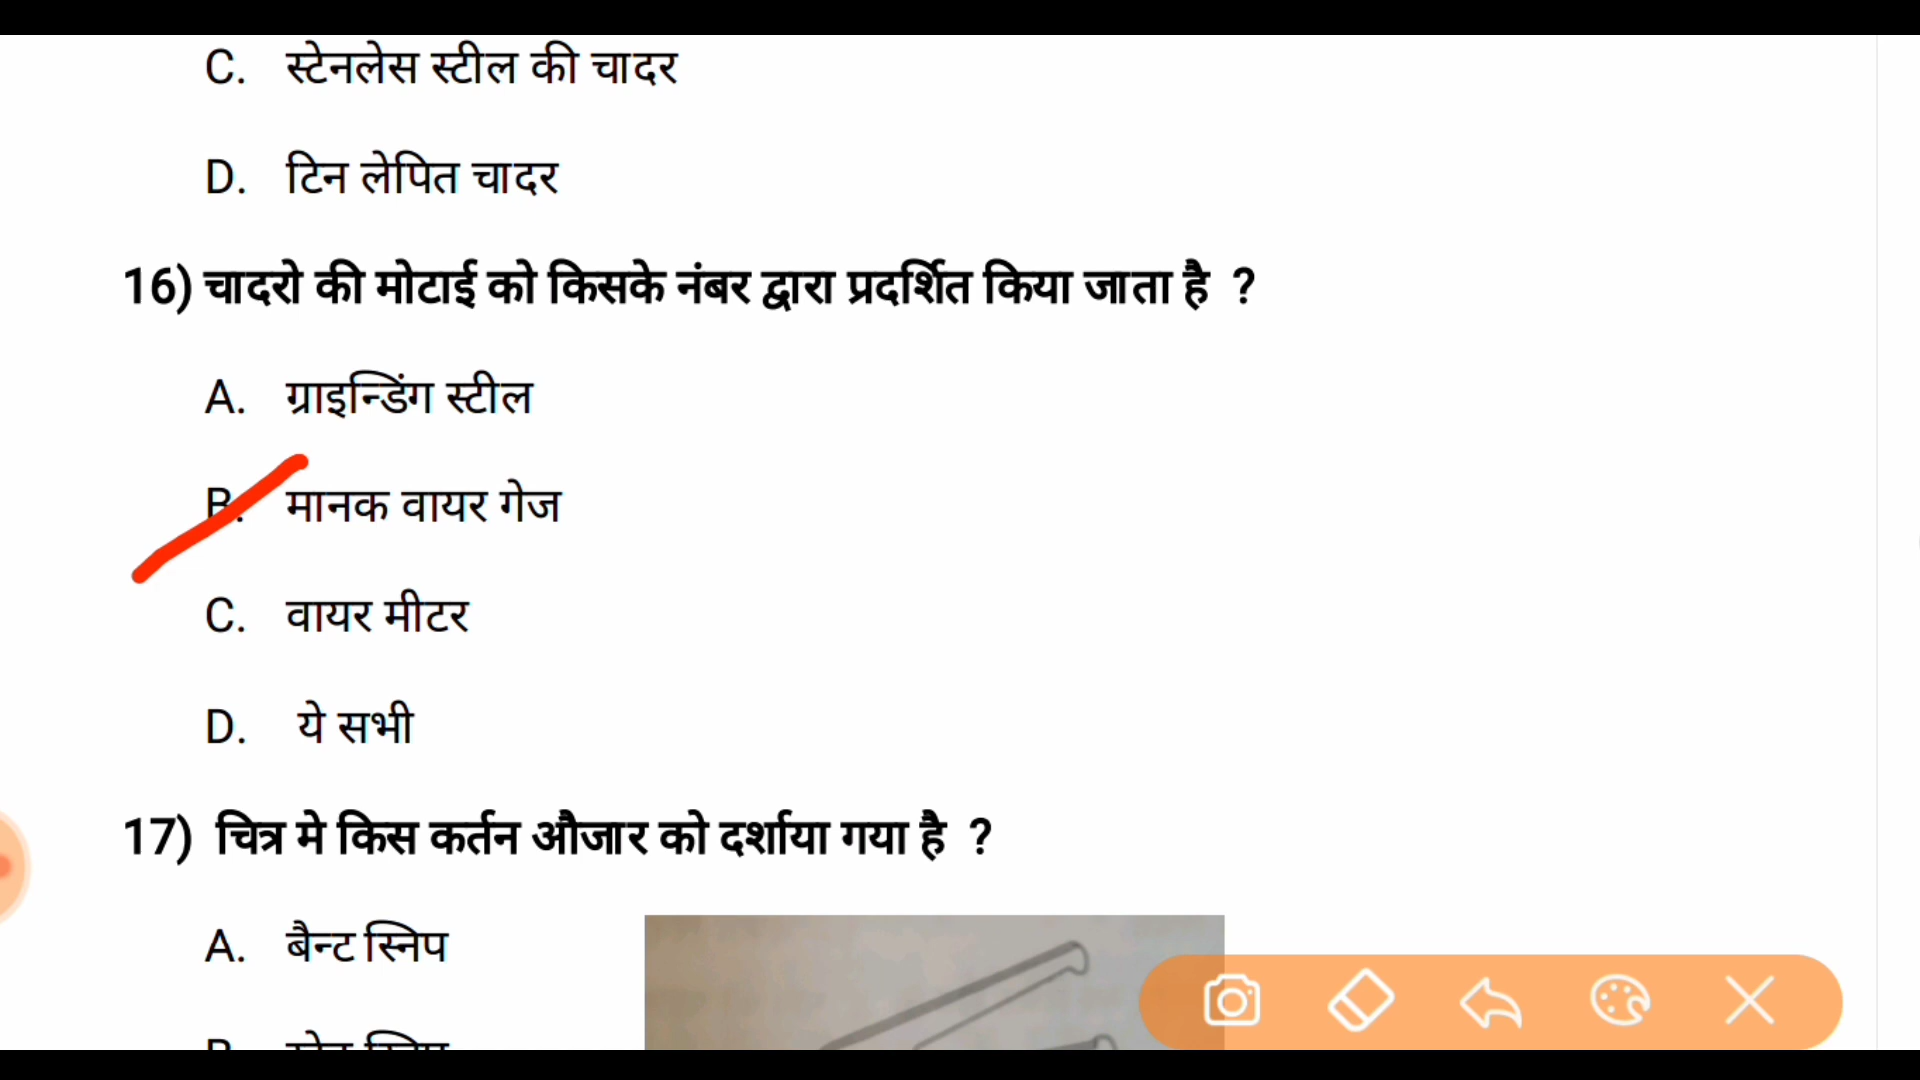 C. स्टेनलेस स्टील की चादर
D. टिन लेपित चादर
16) चादरो की मोटाई को किसके नंबर द्वारा प्रदर्शित किया जाता है ?
A. ग्राइन्डिंग स्टील
B. मानक वायर गेज
C. वायर मीटर
D. ये सभी
17) चित्र मे किस कर्तन औजार को दर्शाया गया है ?
A. बैन्ट स्निप